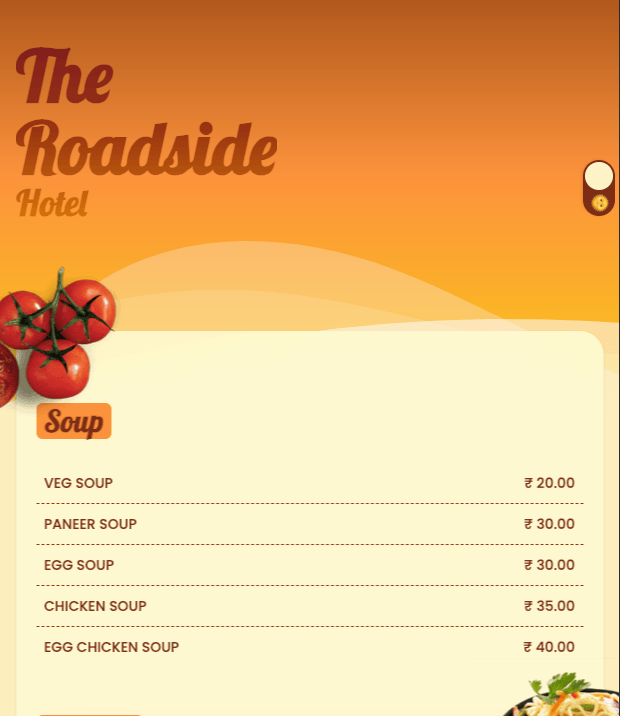 The
Roadside
Hotel
Soup
VEG SOUP ₹ 20.00
PANEER SOUP ₹ 30.00
EGG SOUP ₹ 30.00
CHICKEN SOUP ₹ 35.00
EGG CHICKEN SOUP ₹ 40.00